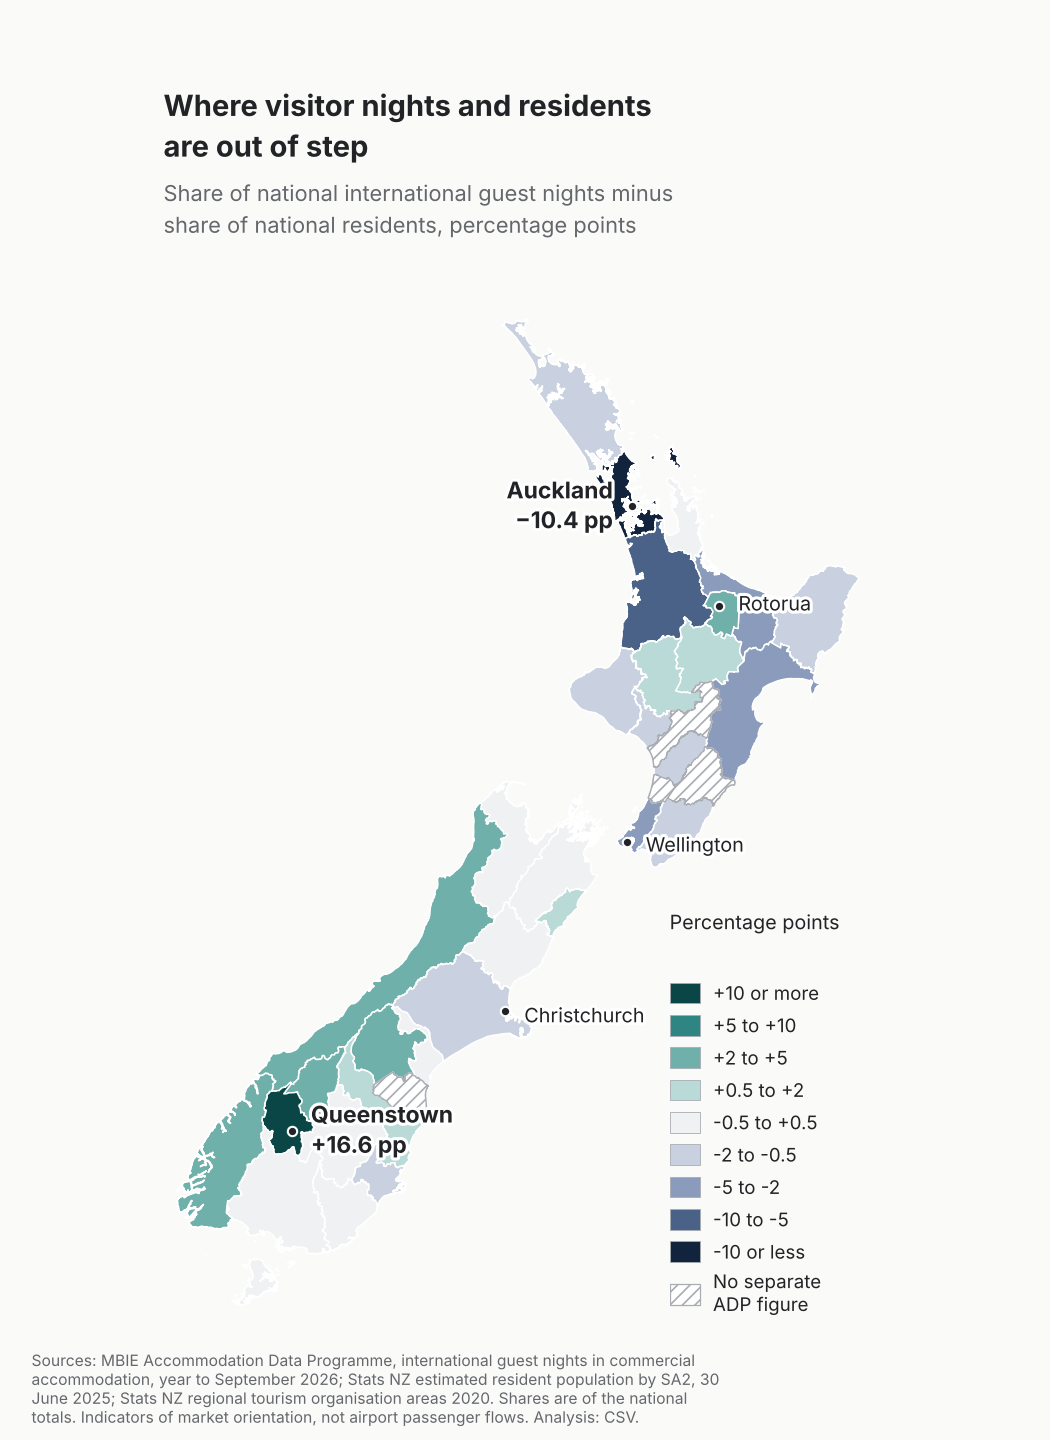 Where visitor nights and residents
are out of step
Share of national international guest nights minus
share of national residents, percentage points
Auckland
−10.4 pp
Rotorua
Wellington
Percentage points
Christchurch
+10 or more
+5 to +10
+2 to +5
+0.5 to +2
-0.5 to +0.5
-2 to -0.5
-5 to -2
-10 to -5
-10 or less
No separate
ADP figure
Queenstown
+16.6 pp
Sources: MBIE Accommodation Data Programme, international guest nights in commercial
accommodation, year to September 2026; Stats NZ estimated resident population by SA2, 30
June 2025; Stats NZ regional tourism organisation areas 2020. Shares are of the national
totals. Indicators of market orientation, not airport passenger flows. Analysis: CSV.